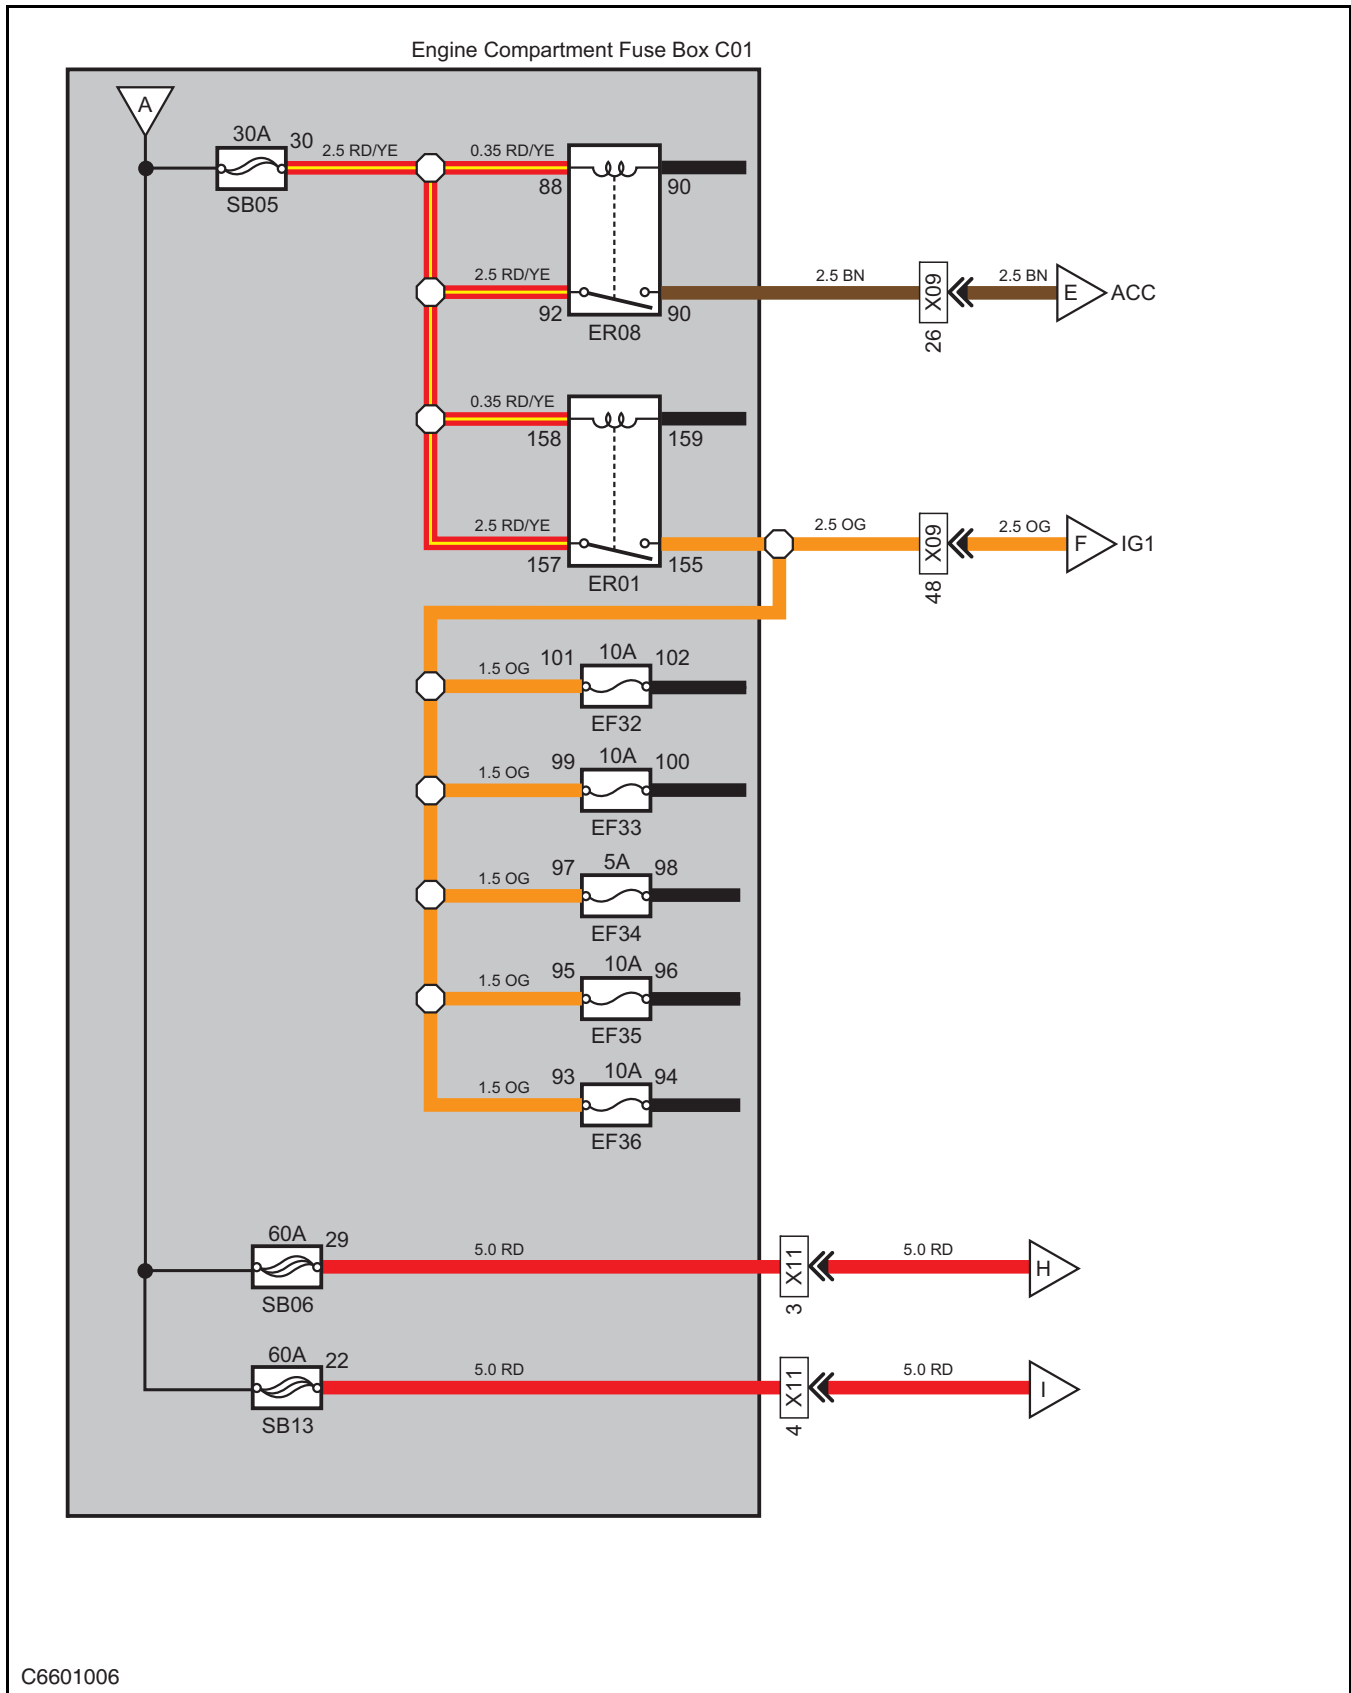 Engine Compartment Fuse Box C01
A
30A
30
SB05
2.5 RD/YE
0.35 RD/YE
88
90
2.5 RD/YE
92
90
ER08
2.5 BN
X09
26
2.5 BN
E
ACC
0.35 RD/YE
158
159
2.5 RD/YE
157
155
ER01
2.5 OG
X09
48
2.5 OG
F
IG1
1.5 OG
101
10A
102
EF32
1.5 OG
99
10A
100
EF33
1.5 OG
97
5A
98
EF34
1.5 OG
95
10A
96
EF35
1.5 OG
93
10A
94
EF36
60A
29
SB06
5.0 RD
X11
3
5.0 RD
H
60A
22
SB13
5.0 RD
X11
4
5.0 RD
I
C6601006